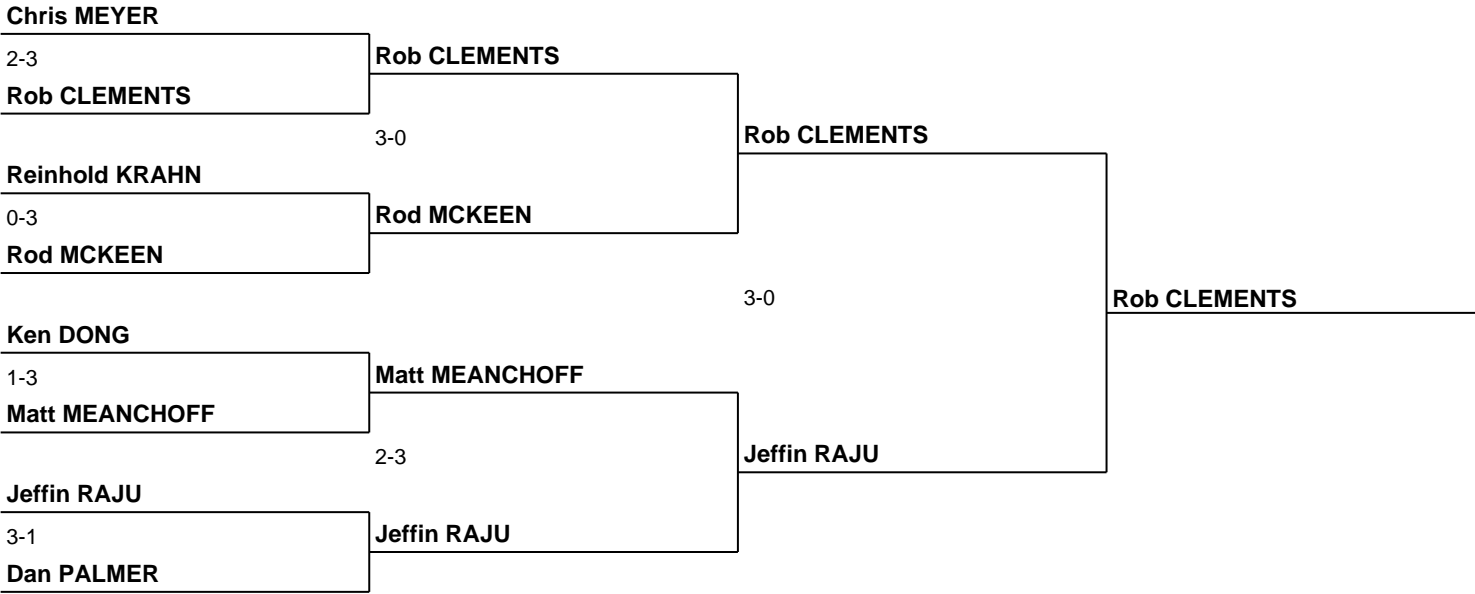 Chris MEYER
2-3
Rob CLEMENTS
Rob CLEMENTS
3-0
Rob CLEMENTS
Reinhold KRAHN
0-3
Rod MCKEEN
Rod MCKEEN
3-0
Rob CLEMENTS
Ken DONG
1-3
Matt MEANCHOFF
Matt MEANCHOFF
2-3
Jeffin RAJU
Jeffin RAJU
3-1
Jeffin RAJU
Dan PALMER